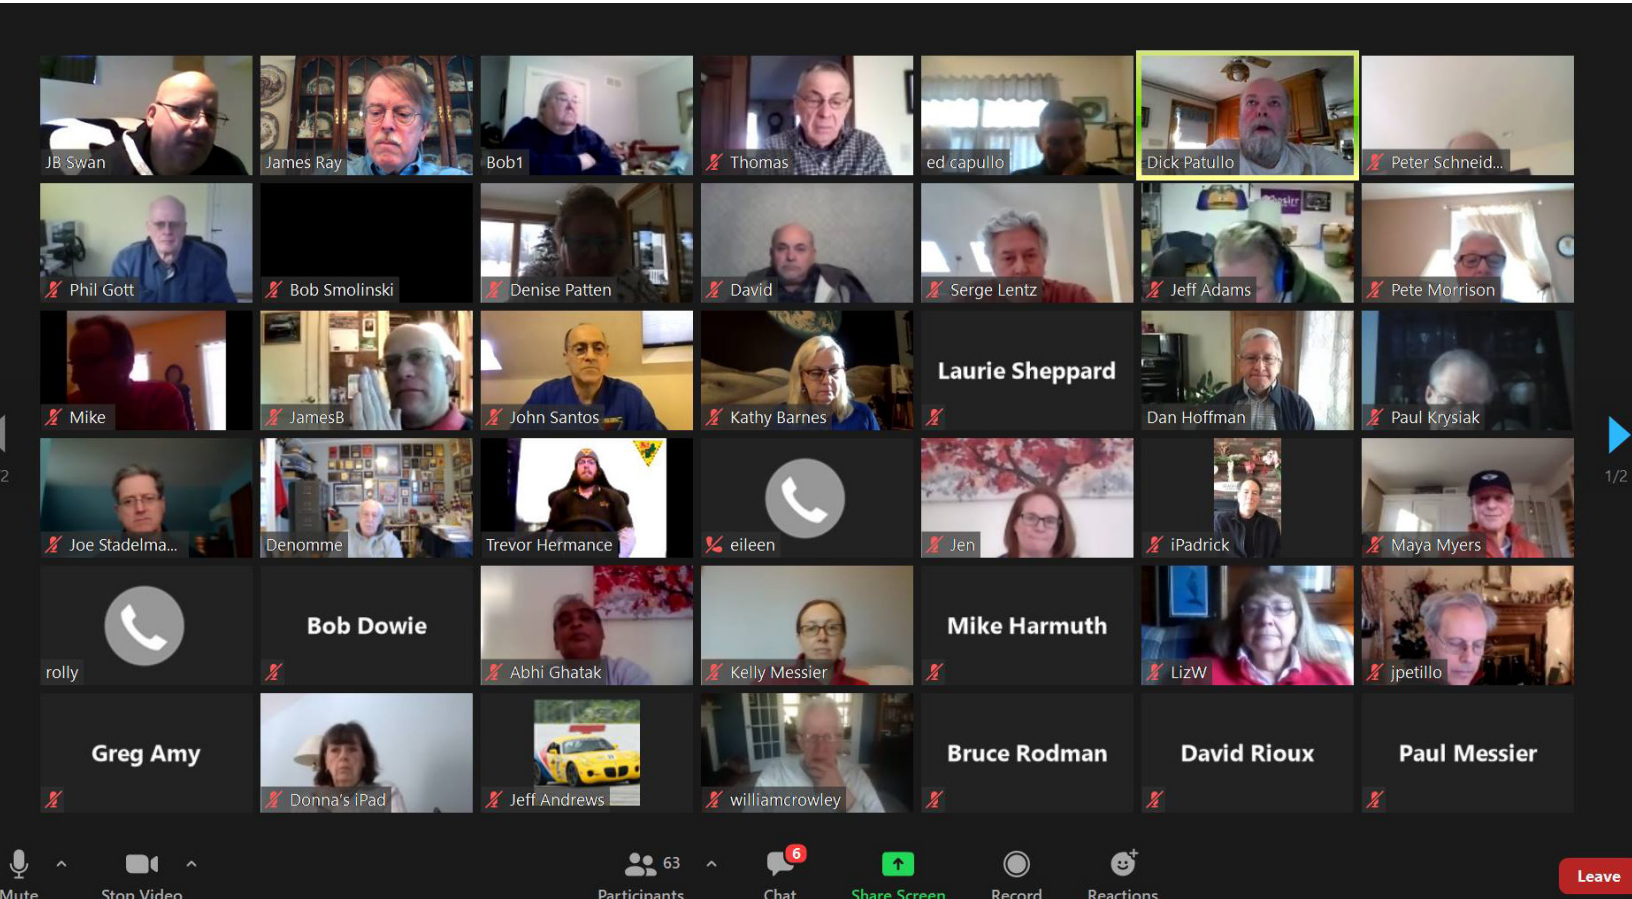 JB Swan
James Ray
Bob1
Thomas
ed capullo
Dick Patullo
Peter Schneid...
Phil Gott
Bob Smolinski
Denise Patten
David
Serge Lentz
Jeff Adams
Pete Morrison
Mike
JamesB
John Santos
Kathy Barnes
Laurie Sheppard
Dan Hoffman
Paul Krysiak
/2
1/2
Joe Stadelma...
Denomme
Trevor Hermance
eileen
Jen
iPadrick
Maya Myers
rolly
Bob Dowie
Abhi Ghatak
Kelly Messier
Mike Harmuth
LizW
jpetillo
Greg Amy
Donna's iPad
Jeff Andrews
williamcrowley
Bruce Rodman
David Rioux
Paul Messier
63
6
Mute
Stop Video
Participants
Chat
Share Screen
Record
Reactions
Leave